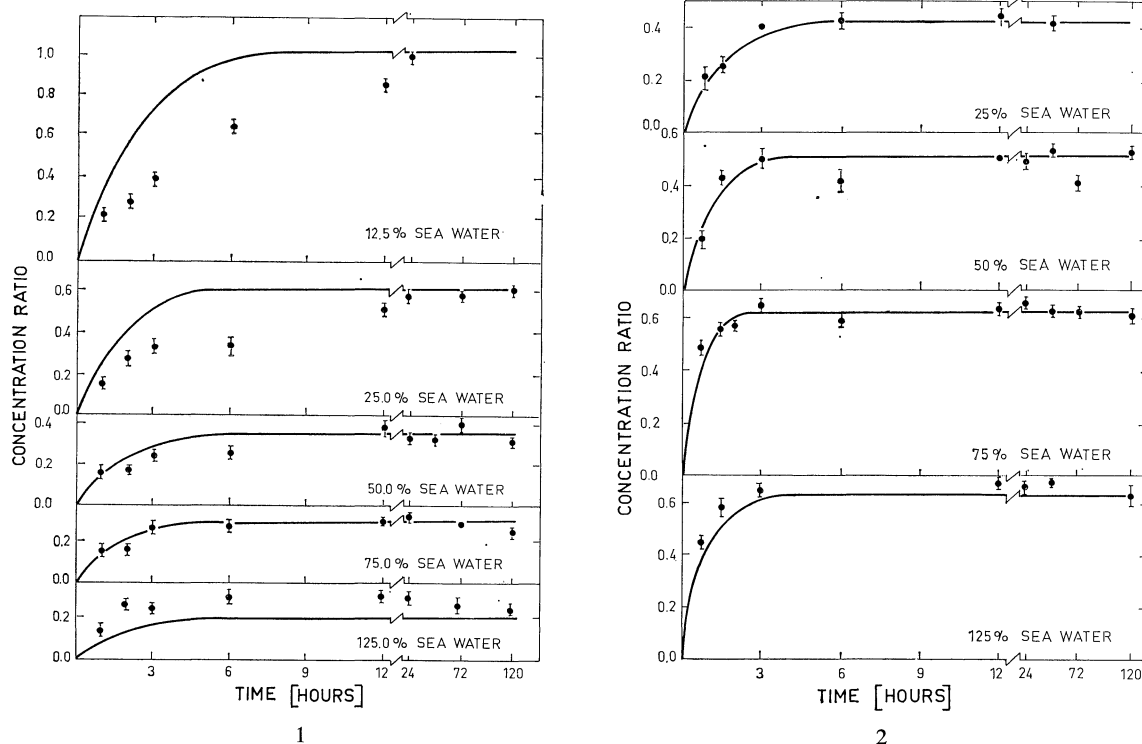 1,0
0.8
0.6
0.4
0.2
0.0
12,5% SEA WATER
0,6
0.4
0.2
0.0
25.0% SEA WATER
0.4
0.2
0.0
50,0% SEA WATER
0.2
0.0
75,0% SEA WATER
0.2
0.0
125.0% SEA WATER
3 6 9 12 24 72 120
TIME [HOURS]
CONCENTRATION RATIO
1
0.4
0.2
0.0
25% SEA WATER
0.4
0.2
0.0
50% SEA WATER
0.6
0.4
0.2
0.0
75% SEA WATER
0.6
0.4
0.2
0.0
125% SEA WATER
3 6 9 12 24 72 120
TIME [HOURS]
CONCENTRATION RATIO
2